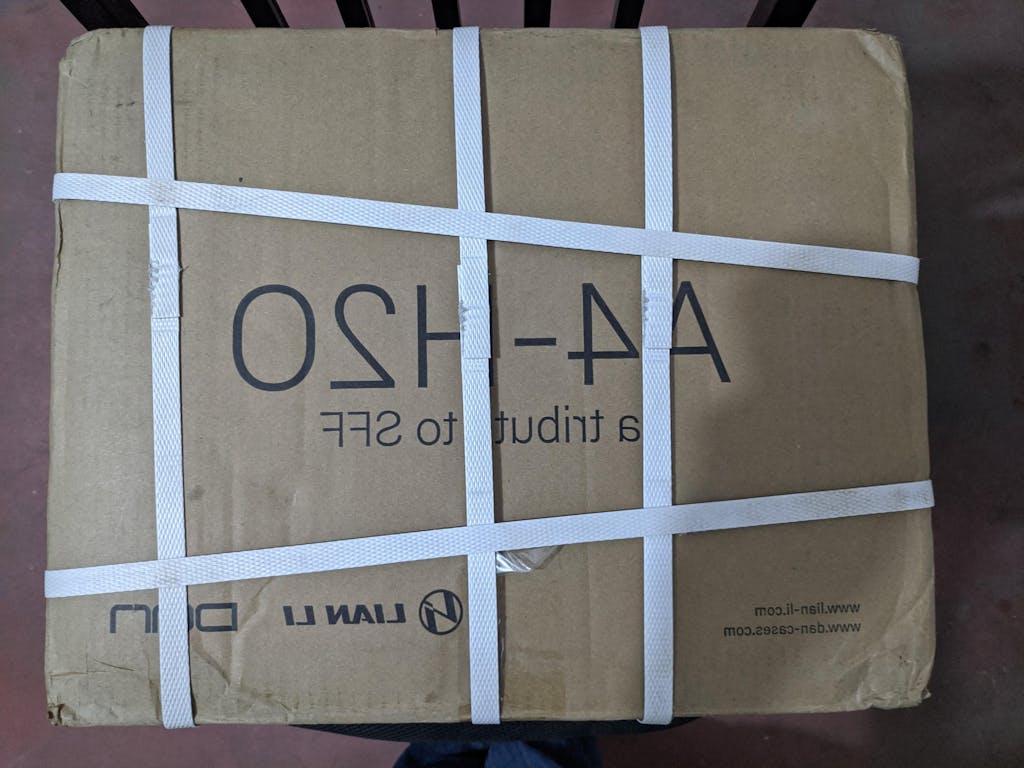 A4-H2O
a tribute to SFF
www.lian-li.com
www.dan-cases.com
LIAN LI
DAN